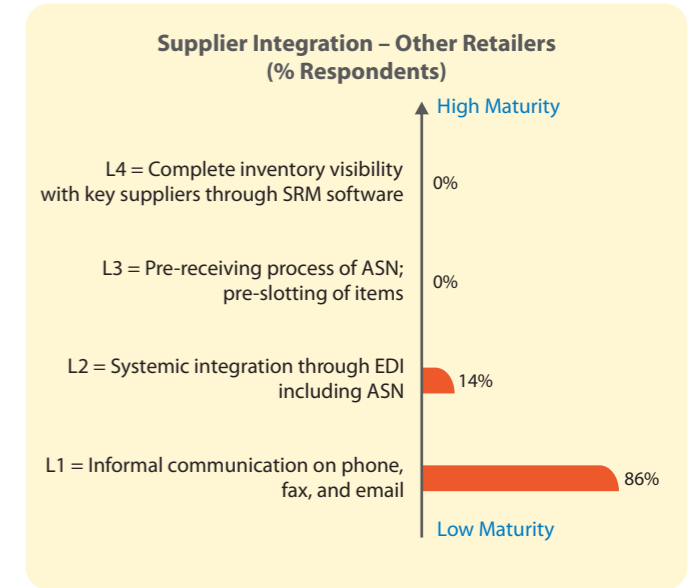 Supplier Integration – Other Retailers
(% Respondents)
High Maturity
L4 = Complete inventory visibility
with key suppliers through SRM software
0%
L3 = Pre-receiving process of ASN;
pre-slotting of items
0%
L2 = Systemic integration through EDI
including ASN
14%
L1 = Informal communication on phone,
fax, and email
86%
Low Maturity